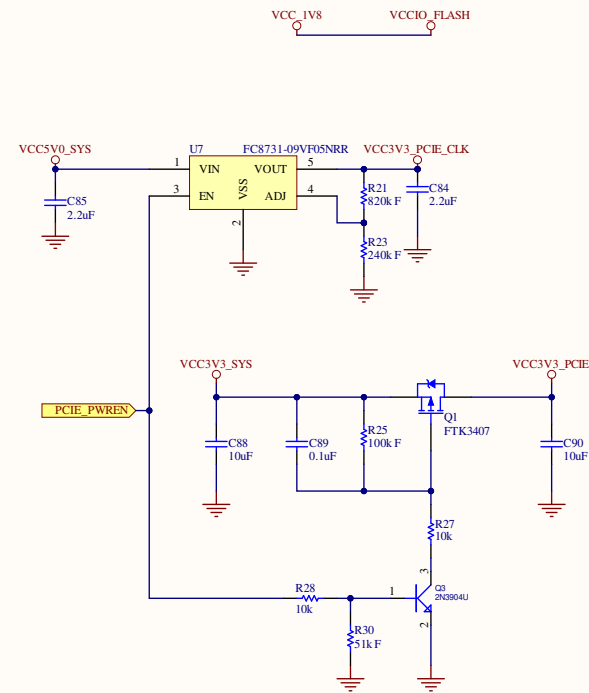 VCC_1V8
VCCIO_FLASH
VCC5V0_SYS
U7
FC8731-09VF05NRR
VCC3V3_PCIE_CLK
1
VIN
VOUT
5
3
EN
VSS
ADJ
4
2
C85
2.2uF
R21
820k F
C84
2.2uF
R23
240k F
VCC3V3_SYS
VCC3V3_PCIE
PCIE_PWREN
Q1
FTK3407
C88
10uF
C89
0.1uF
R25
100k F
C90
10uF
R27
10k
R28
10k
1
3
2
Q3
2N3904U
R30
51k F